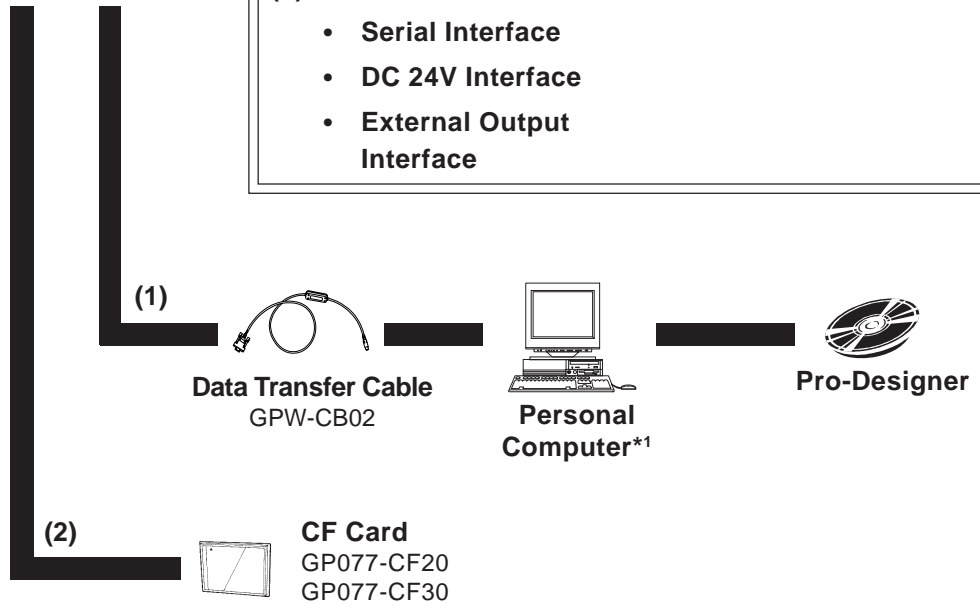 • Serial Interface
• DC 24V Interface
• External Output
Interface
(1)
Data Transfer Cable
GPW-CB02
Personal
Computer*1
Pro-Designer
(2)
CF Card
GP077-CF20
GP077-CF30